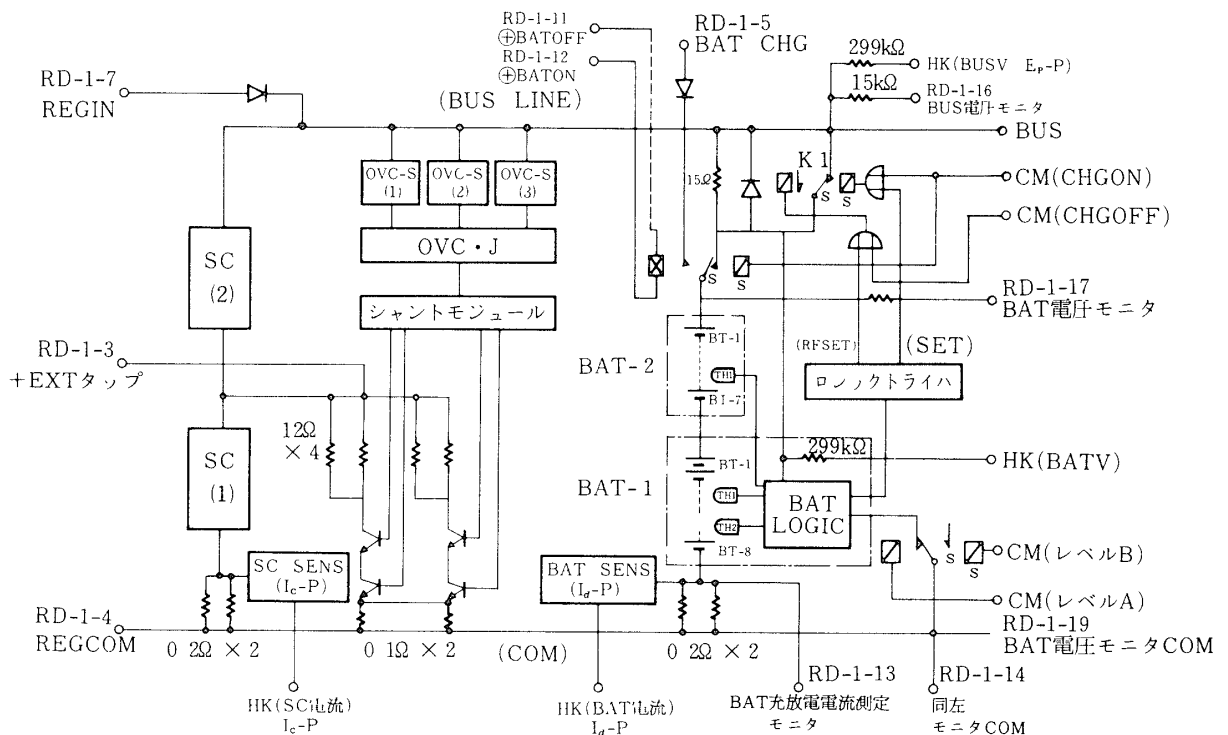 RD-1-11
⊕BATOFF
RD-1-12
⊕BATON
RD-1-5
BAT CHG
299kΩ
HK(BUSV Eₚ-P)
15kΩ
RD-1-16
BUS電圧モニタ
RD-1-7
REGIN
(BUS LINE)
BUS
OVC-S
(1)
OVC-S
(2)
OVC-S
(3)
15Ω
K1
S
S
CM(CHGON)
CM(CHGOFF)
OVC・J
SC
(2)
S
S
RD-1-17
BAT電圧モニタ
シャントモジュール
RD-1-3
+EXTタップ
BAT-2
BT-1
TH1
BT-7
(RFSET)
(SET)
ロジックドライバ
12Ω
×4
SC
(1)
299kΩ
HK(BATV)
BAT-1
BT-1
TH1
TH2
BT-8
BAT
LOGIC
S
S
CM(レベルB)
CM(レベルA)
SC SENS
(I𝑐-P)
BAT SENS
(I𝑑-P)
RD-1-4
REGCOM
0 2Ω ×2
0 1Ω ×2
(COM)
0 2Ω ×2
RD-1-19
BAT電圧モニタCOM
RD-1-13
RD-1-14
HK(SC電流)
I𝑐-P
HK(BAT電流)
I𝑑-P
BAT充放電電流測定
モニタ
同左
モニタCOM